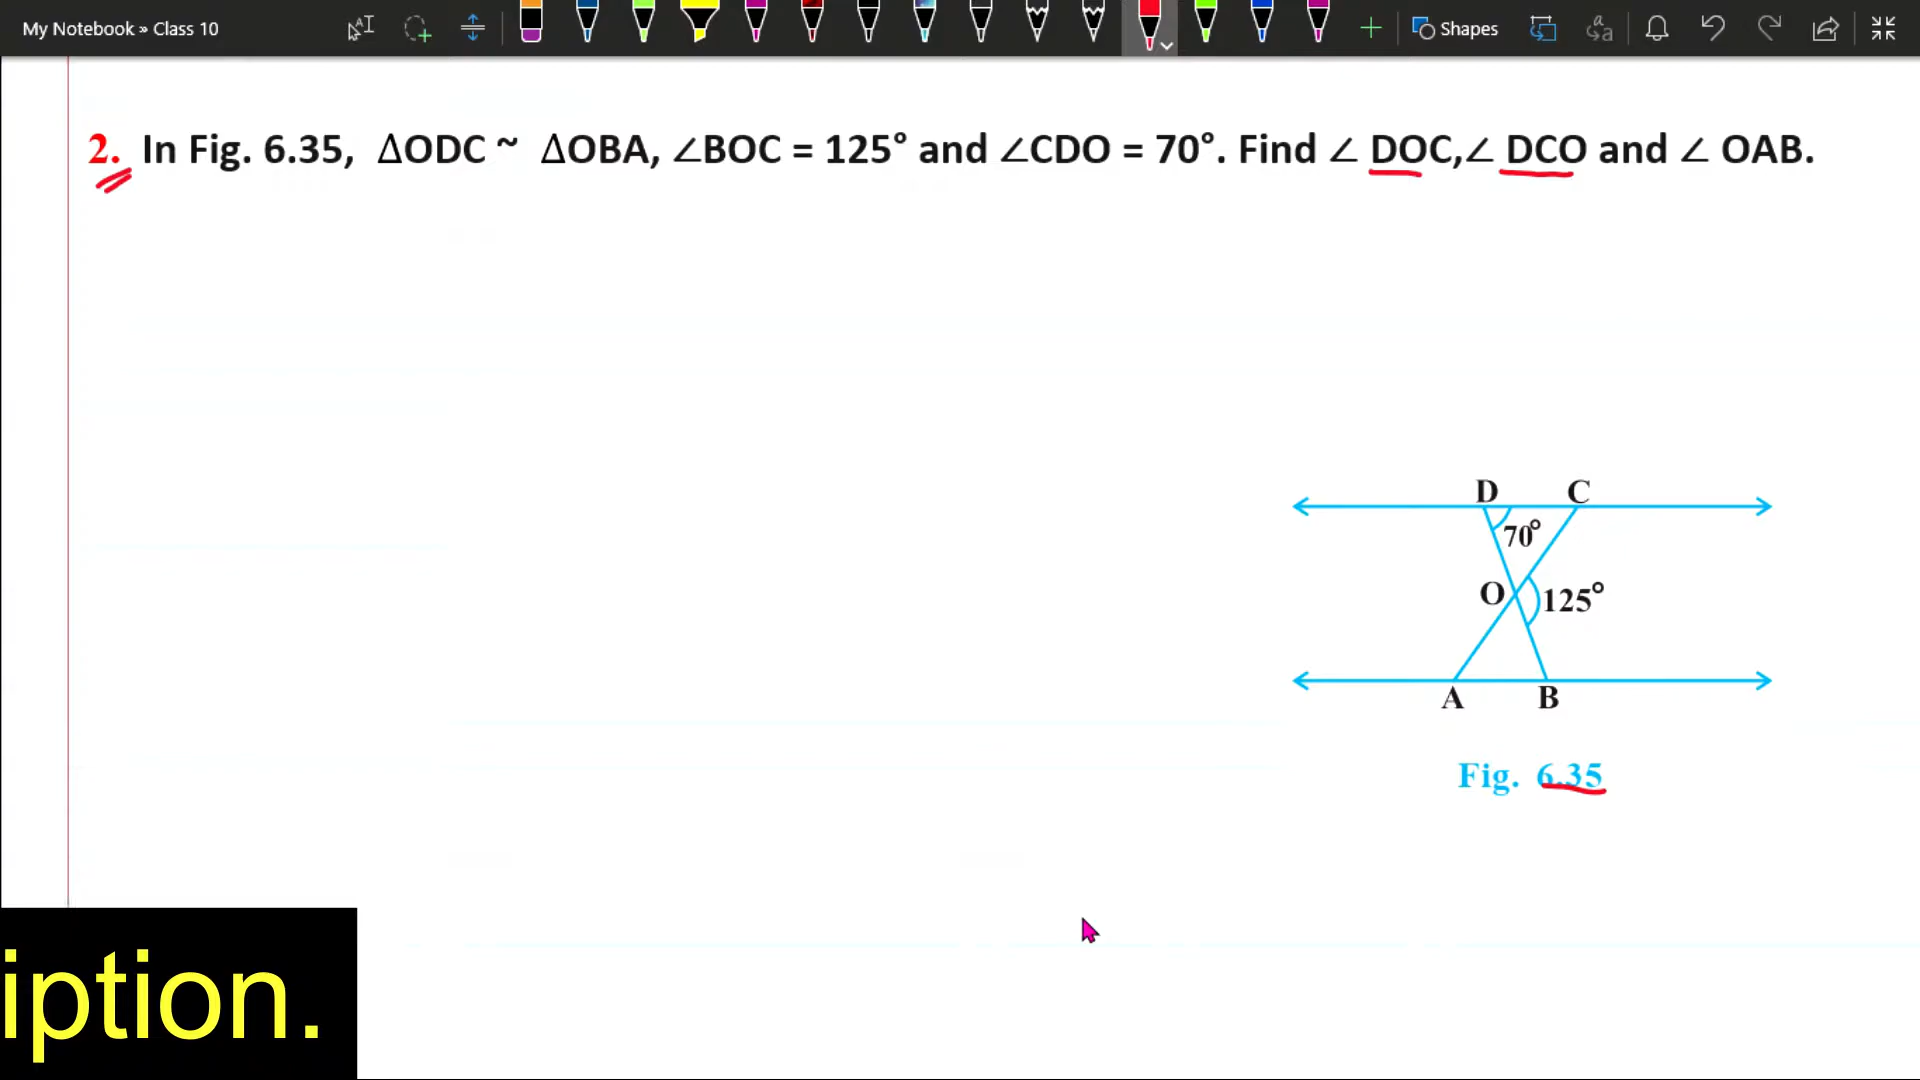 My Notebook » Class 10
Shapes
2. In Fig. 6.35, ΔODC ~ ΔOBA, ∠BOC = 125° and ∠CDO = 70°. Find ∠ DOC,∠ DCO and ∠ OAB.
D C
70°
O 125°
A B
Fig. 6.35
iption.